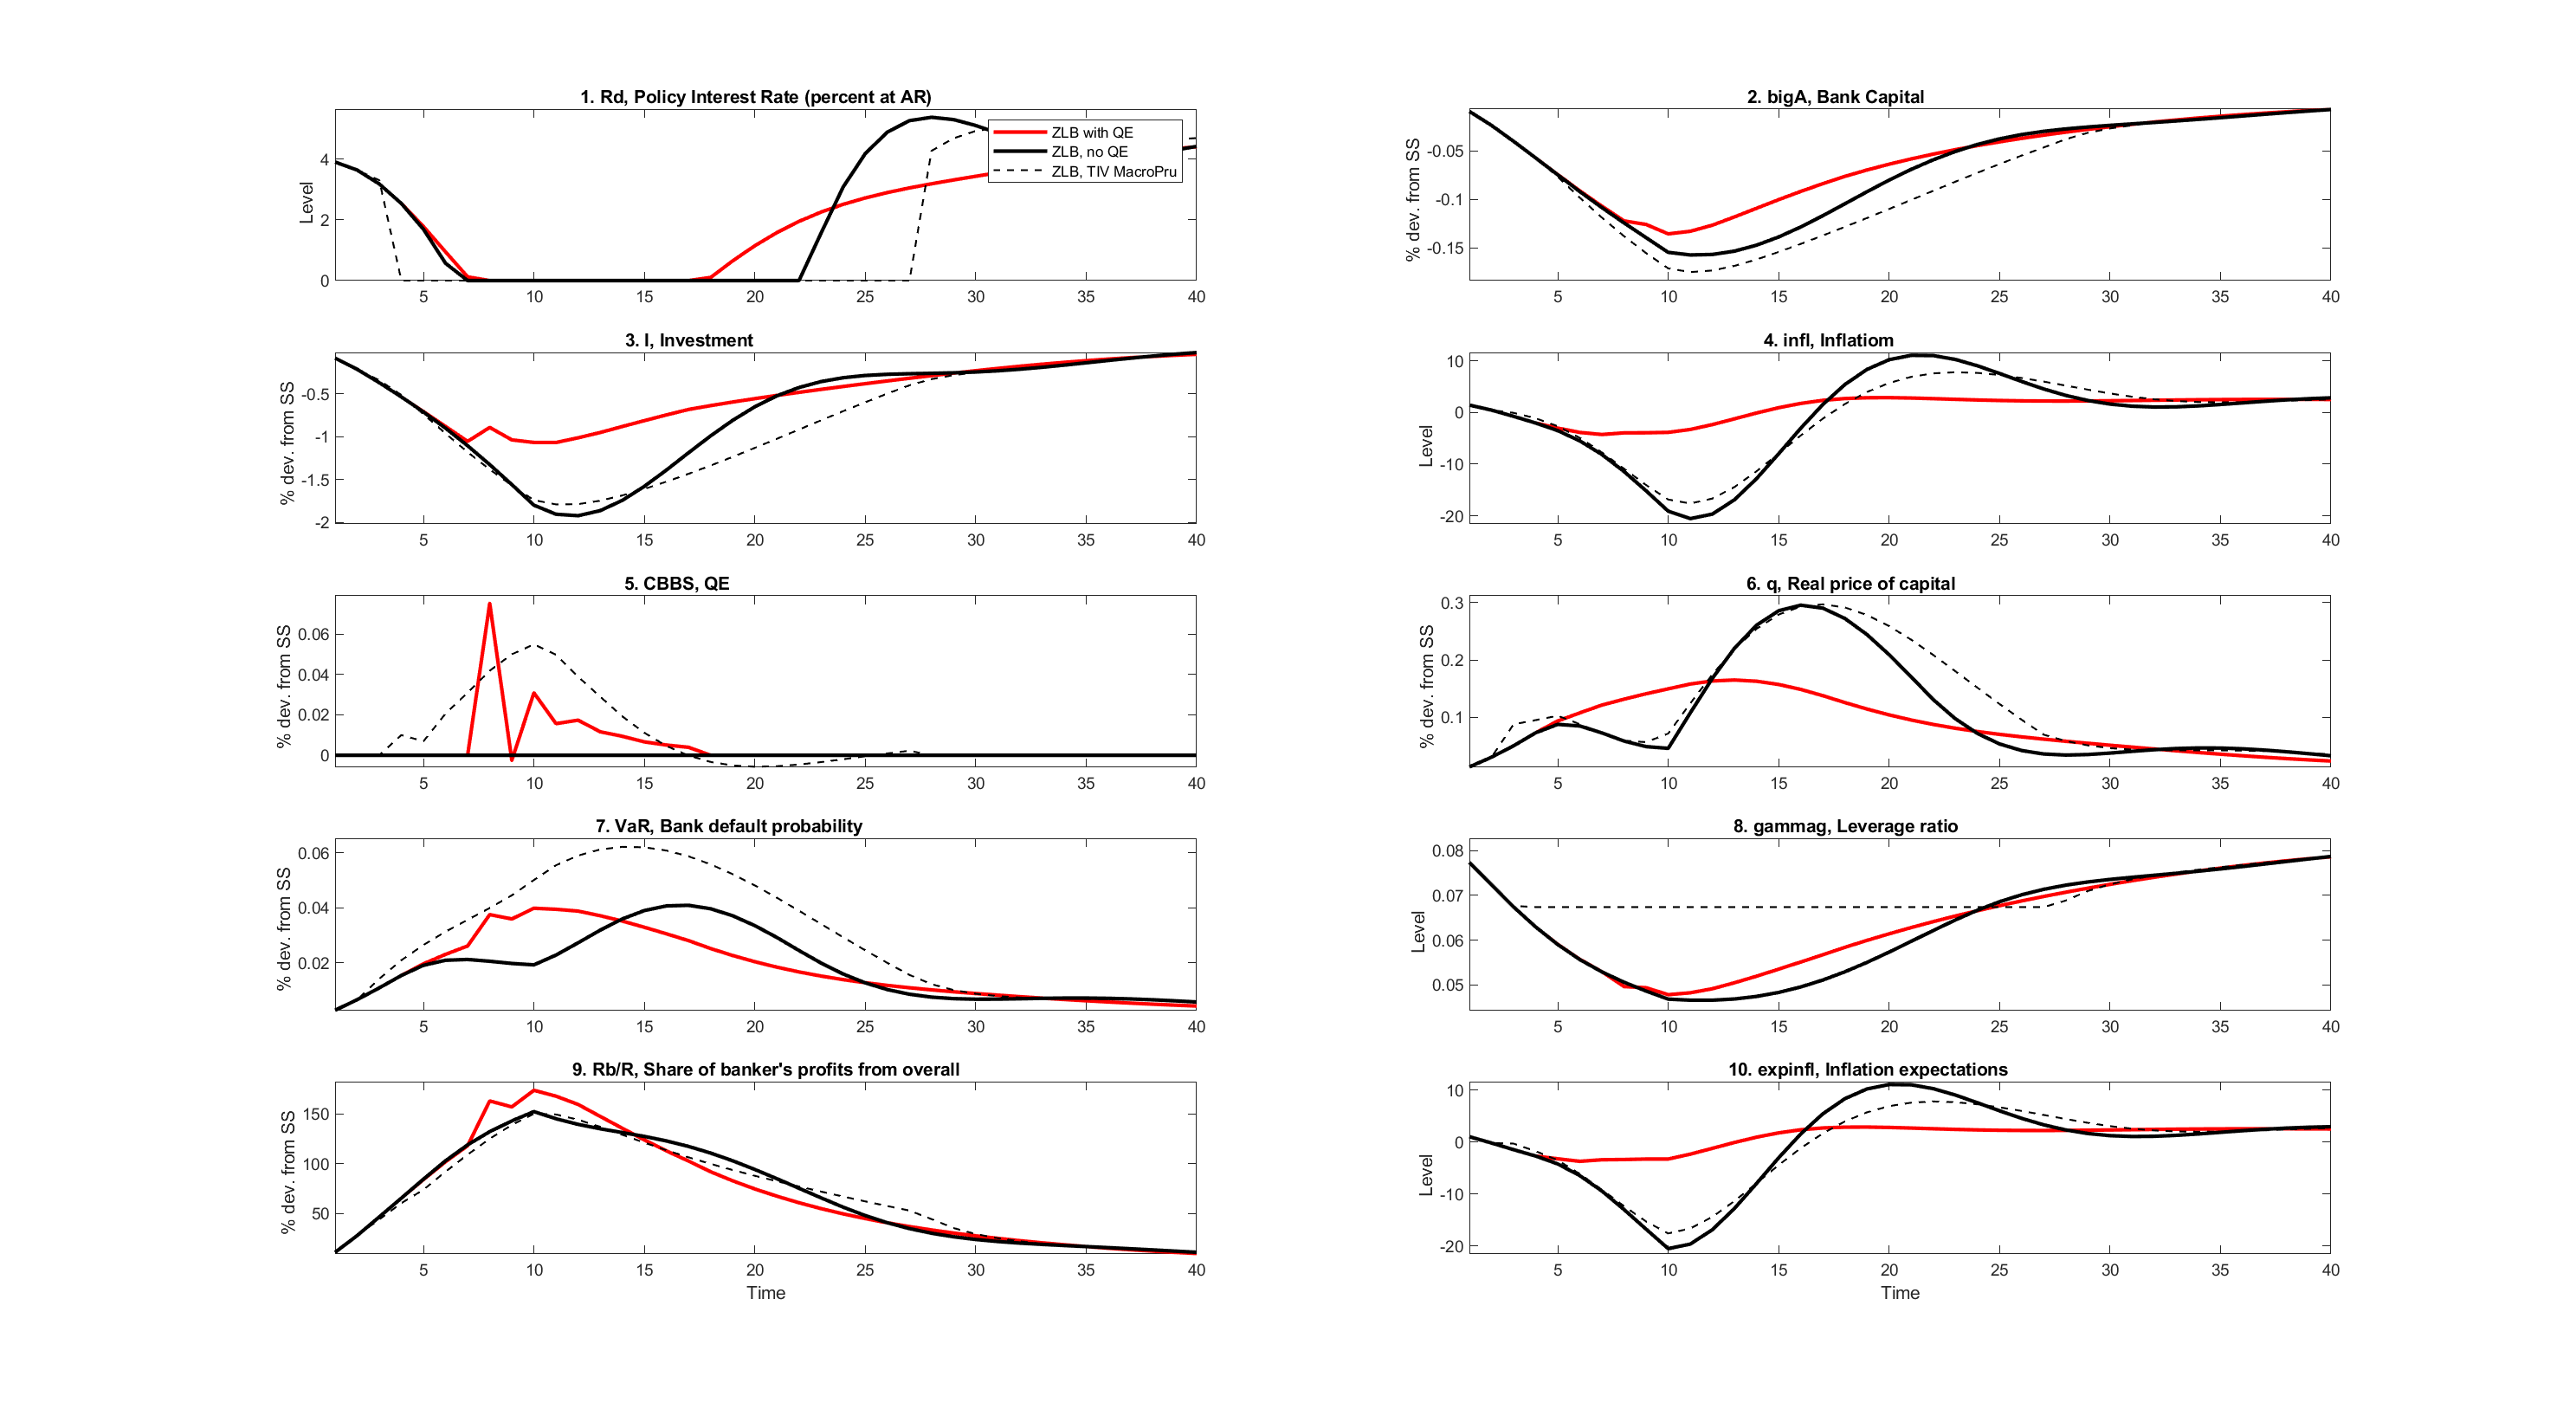 1. Rd, Policy Interest Rate (percent at AR)
Level
4
2
0
5 10 15 20 25 30 35 40
ZLB with QE
ZLB, no QE
ZLB, TIV MacroPru
2. bigA, Bank Capital
% dev. from SS
-0.05
-0.1
-0.15
5 10 15 20 25 30 35 40
3. I, Investment
% dev. from SS
-0.5
-1
-1.5
-2
5 10 15 20 25 30 35 40
4. infl, Inflatiom
Level
10
0
-10
-20
5 10 15 20 25 30 35 40
5. CBBS, QE
% dev. from SS
0.06
0.04
0.02
0
5 10 15 20 25 30 35 40
6. q, Real price of capital
% dev. from SS
0.3
0.2
0.1
5 10 15 20 25 30 35 40
7. VaR, Bank default probability
% dev. from SS
0.06
0.04
0.02
5 10 15 20 25 30 35 40
8. gammag, Leverage ratio
Level
0.08
0.07
0.06
0.05
5 10 15 20 25 30 35 40
9. Rb/R, Share of banker's profits from overall
% dev. from SS
150
100
50
5 10 15 20 25 30 35 40
Time
10. expinfl, Inflation expectations
Level
10
0
-10
-20
5 10 15 20 25 30 35 40
Time